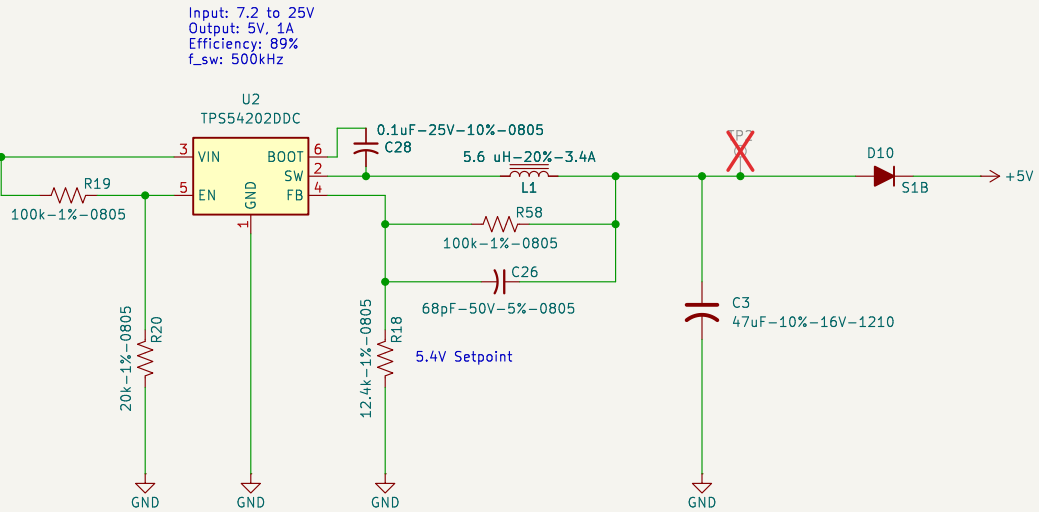 Input: 7.2 to 25V
Output: 5V, 1A
Efficiency: 89%
f_sw: 500kHz
U2
TPS54202DDC
3
VIN
BOOT
6
SW
2
5
EN
GND
FB
4
1
0.1uF-25V-10%-0805
C28
5.6 uH-20%-3.4A
L1
D10
S1B
+5V
R19
100k-1%-0805
R58
100k-1%-0805
C26
68pF-50V-5%-0805
R20
20k-1%-0805
R18
12.4k-1%-0805
5.4V Setpoint
C3
47uF-10%-16V-1210
GND
GND
GND
GND